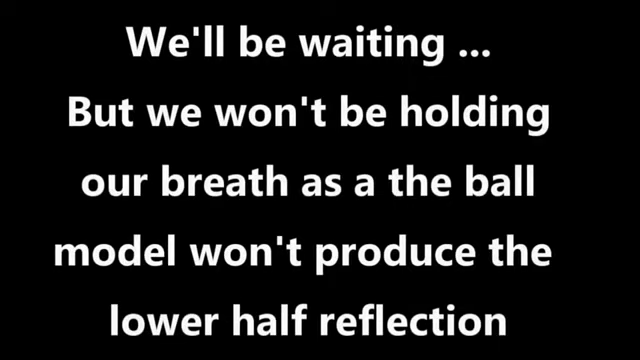 We'll be waiting ...
But we won't be holding
our breath as a the ball
model won't produce the
lower half reflection